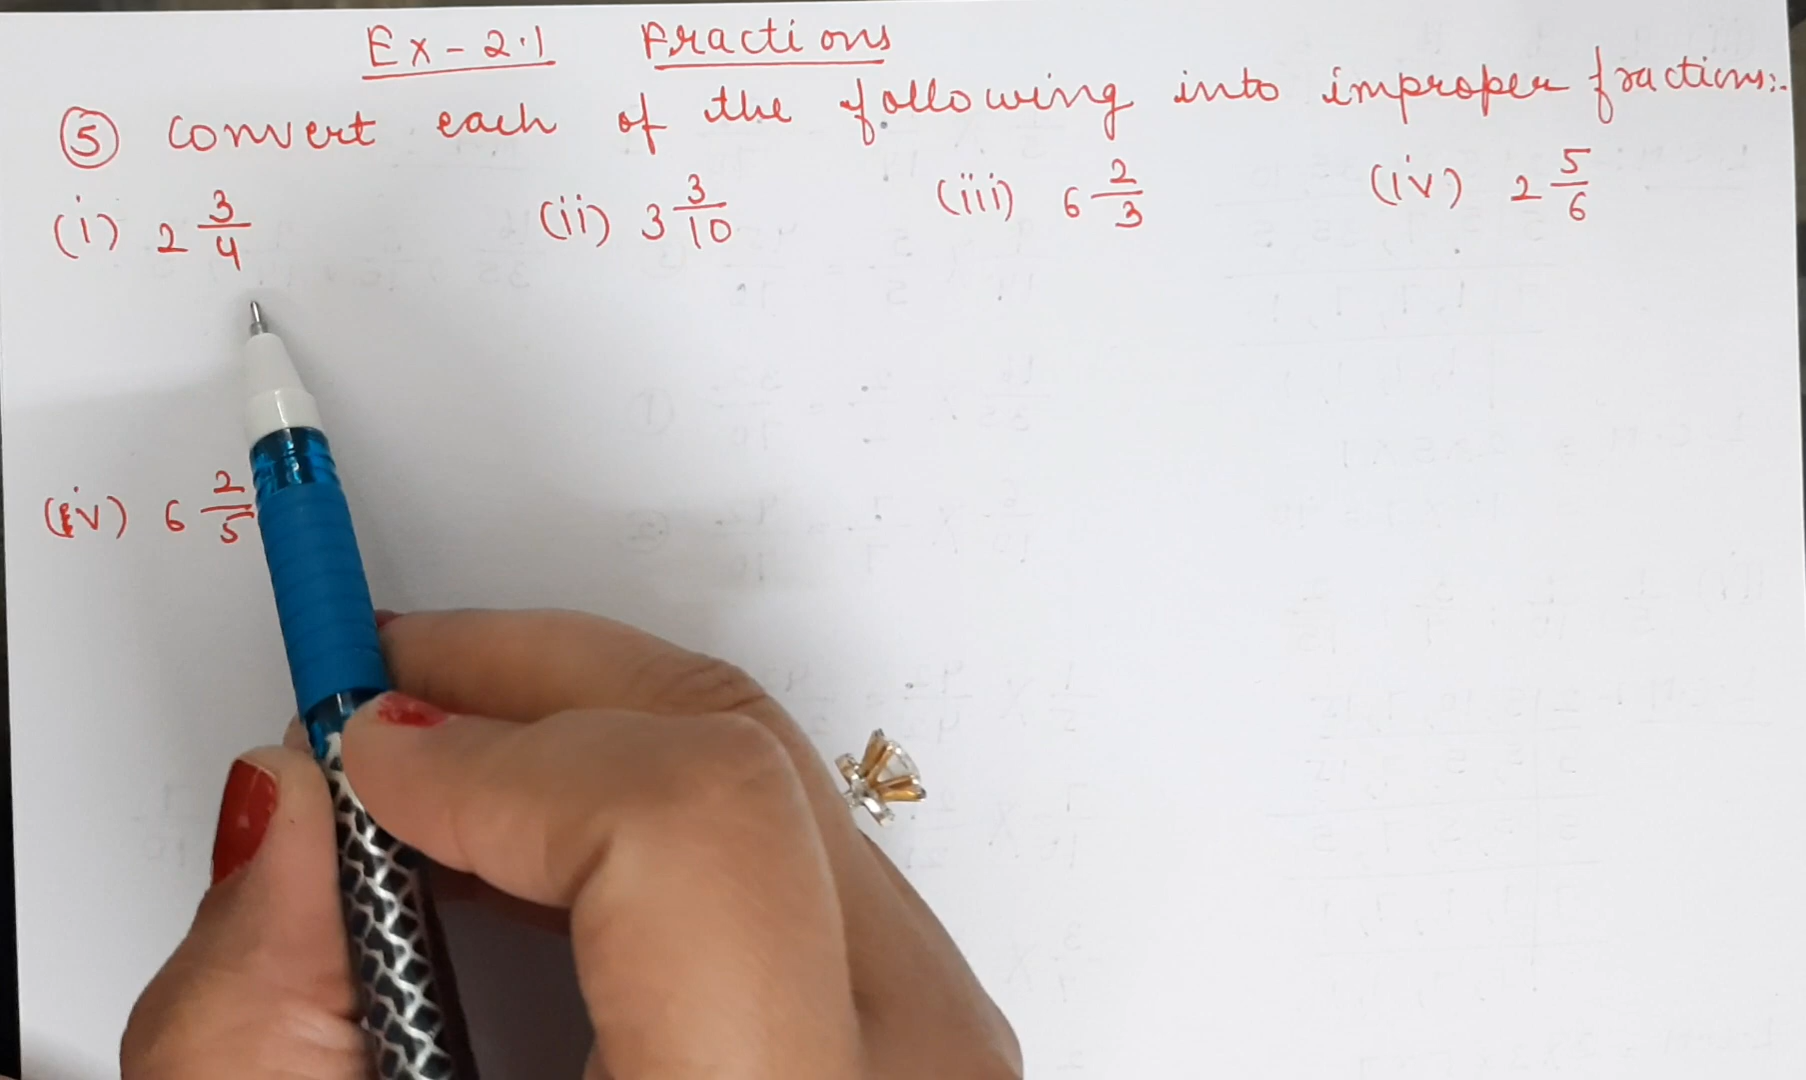 Ex-2.1 Fractions
⑤ Convert each of the following into improper fractions:-
(i) 2 3/4 (ii) 3 3/10 (iii) 6 2/3 (iv) 2 5/6
(iv) 6 2/5